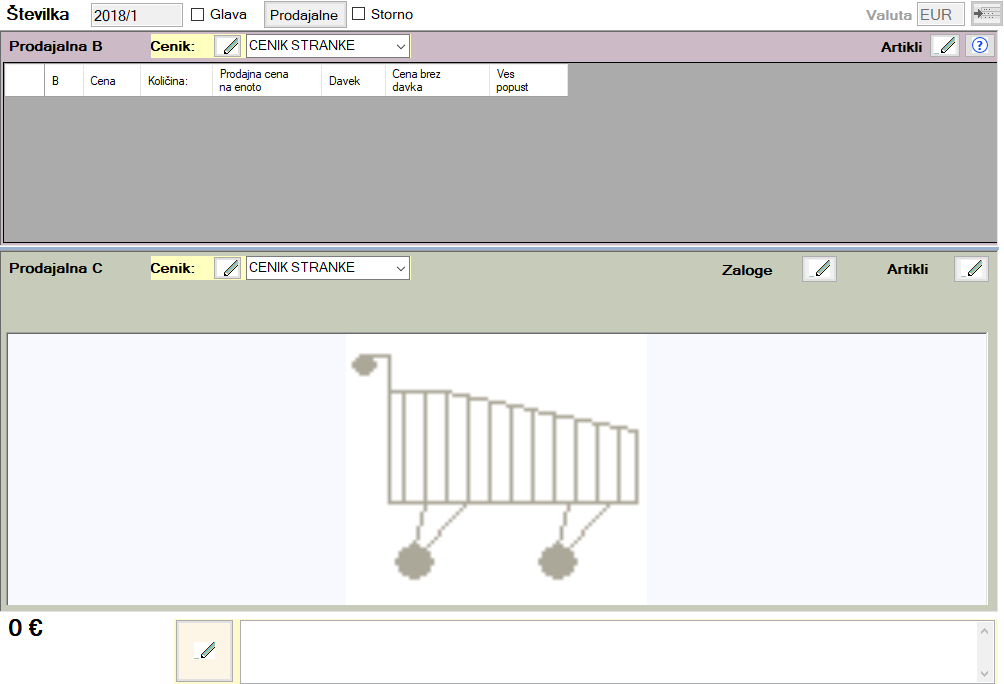 Številka 2018/1 Glava Prodajalne Storno Valuta EUR
Prodajalna B Cenik: CENIK STRANKE Artikli ?
B Cena Količina: Prodajna cena na enoto Davek Cena brez davka Ves popust
Prodajalna C Cenik: CENIK STRANKE Zaloge Artikli
0 €